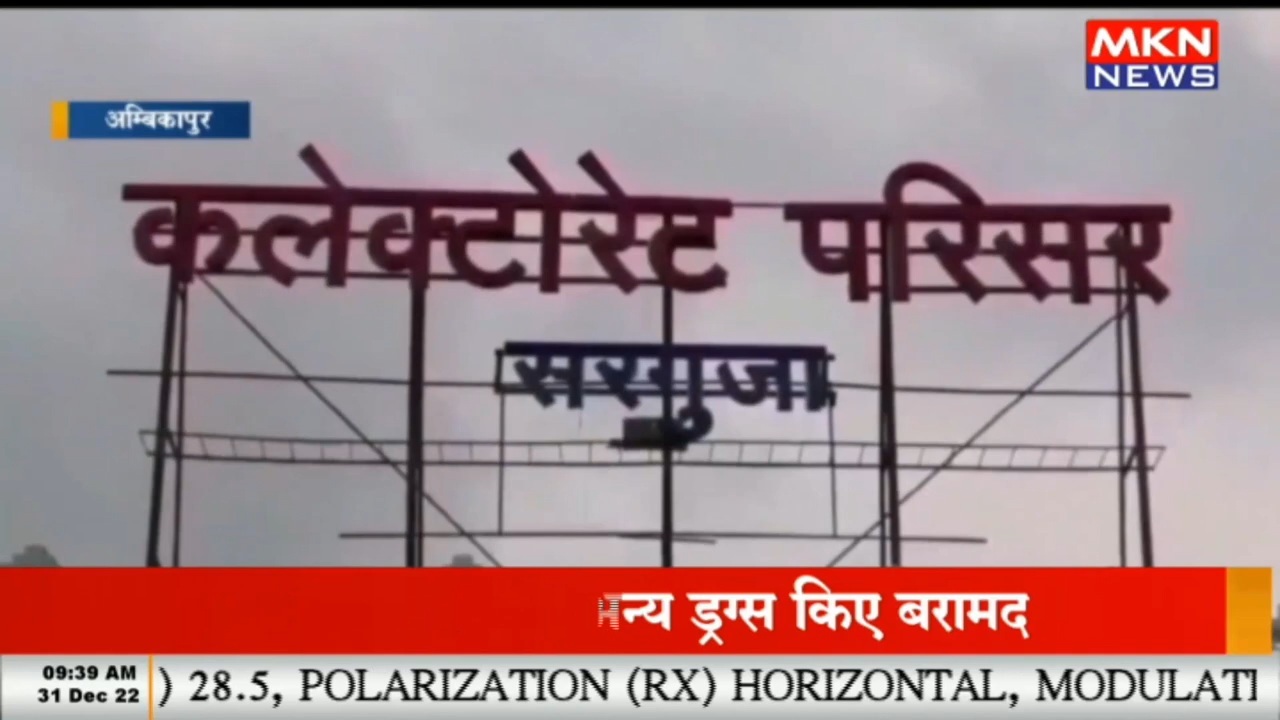 MKN
NEWS
अम्बिकापुर
कलेक्टोरेट परिसर
सरगुजा
ड्रग्स किए बरामद
09:39 AM
31 Dec 22
) 28.5, POLARIZATION (RX) HORIZONTAL, MODULATI